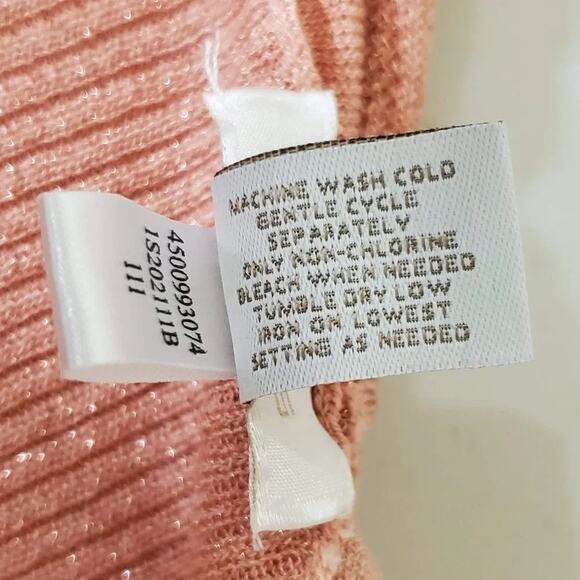 MACHINE WASH COLD
GENTLE CYCLE
SEPARATELY
ONLY NON-CHLORINE
BLEACH WHEN NEEDED
TUMBLE DRY LOW
IRON ON LOWEST
SETTING AS NEEDED
4500993074
1S202111B
111